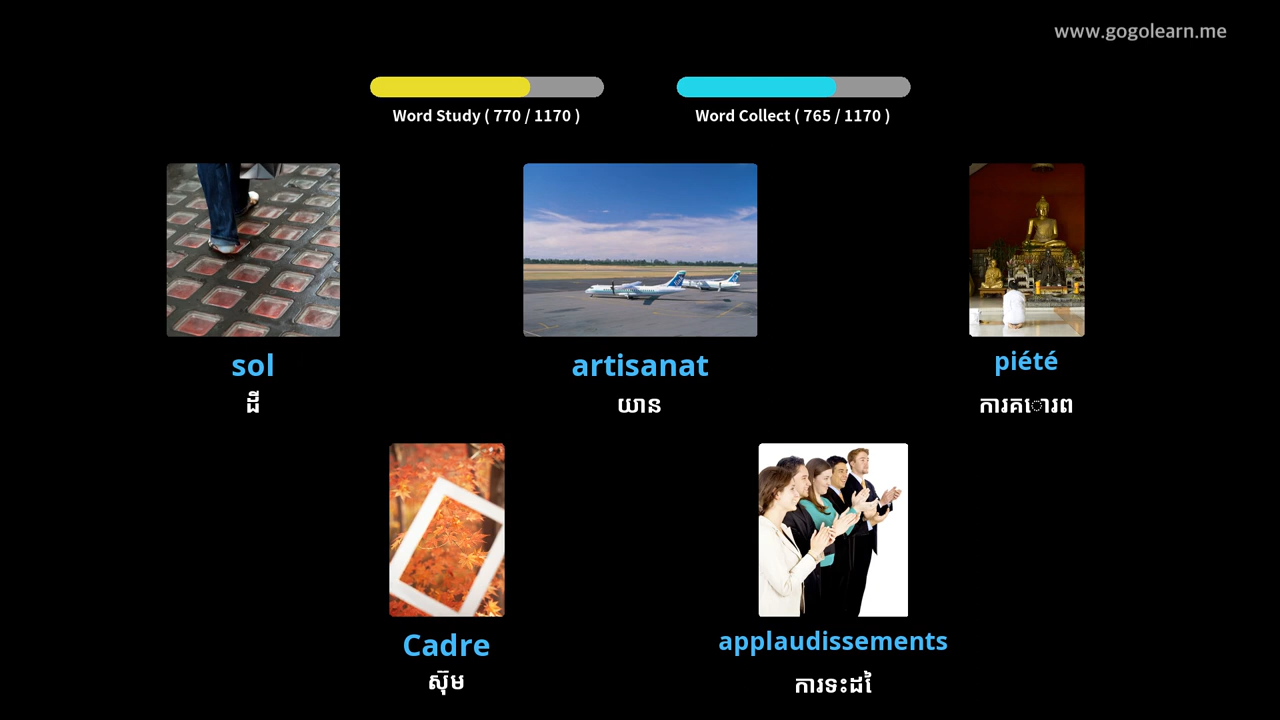 www.gogolearn.me
Word Study ( 770 / 1170 )
Word Collect ( 765 / 1170 )
sol
ដី
artisanat
យាន
piété
ការគោរព
Cadre
ស៊ុម
applaudissements
ការទះដៃ